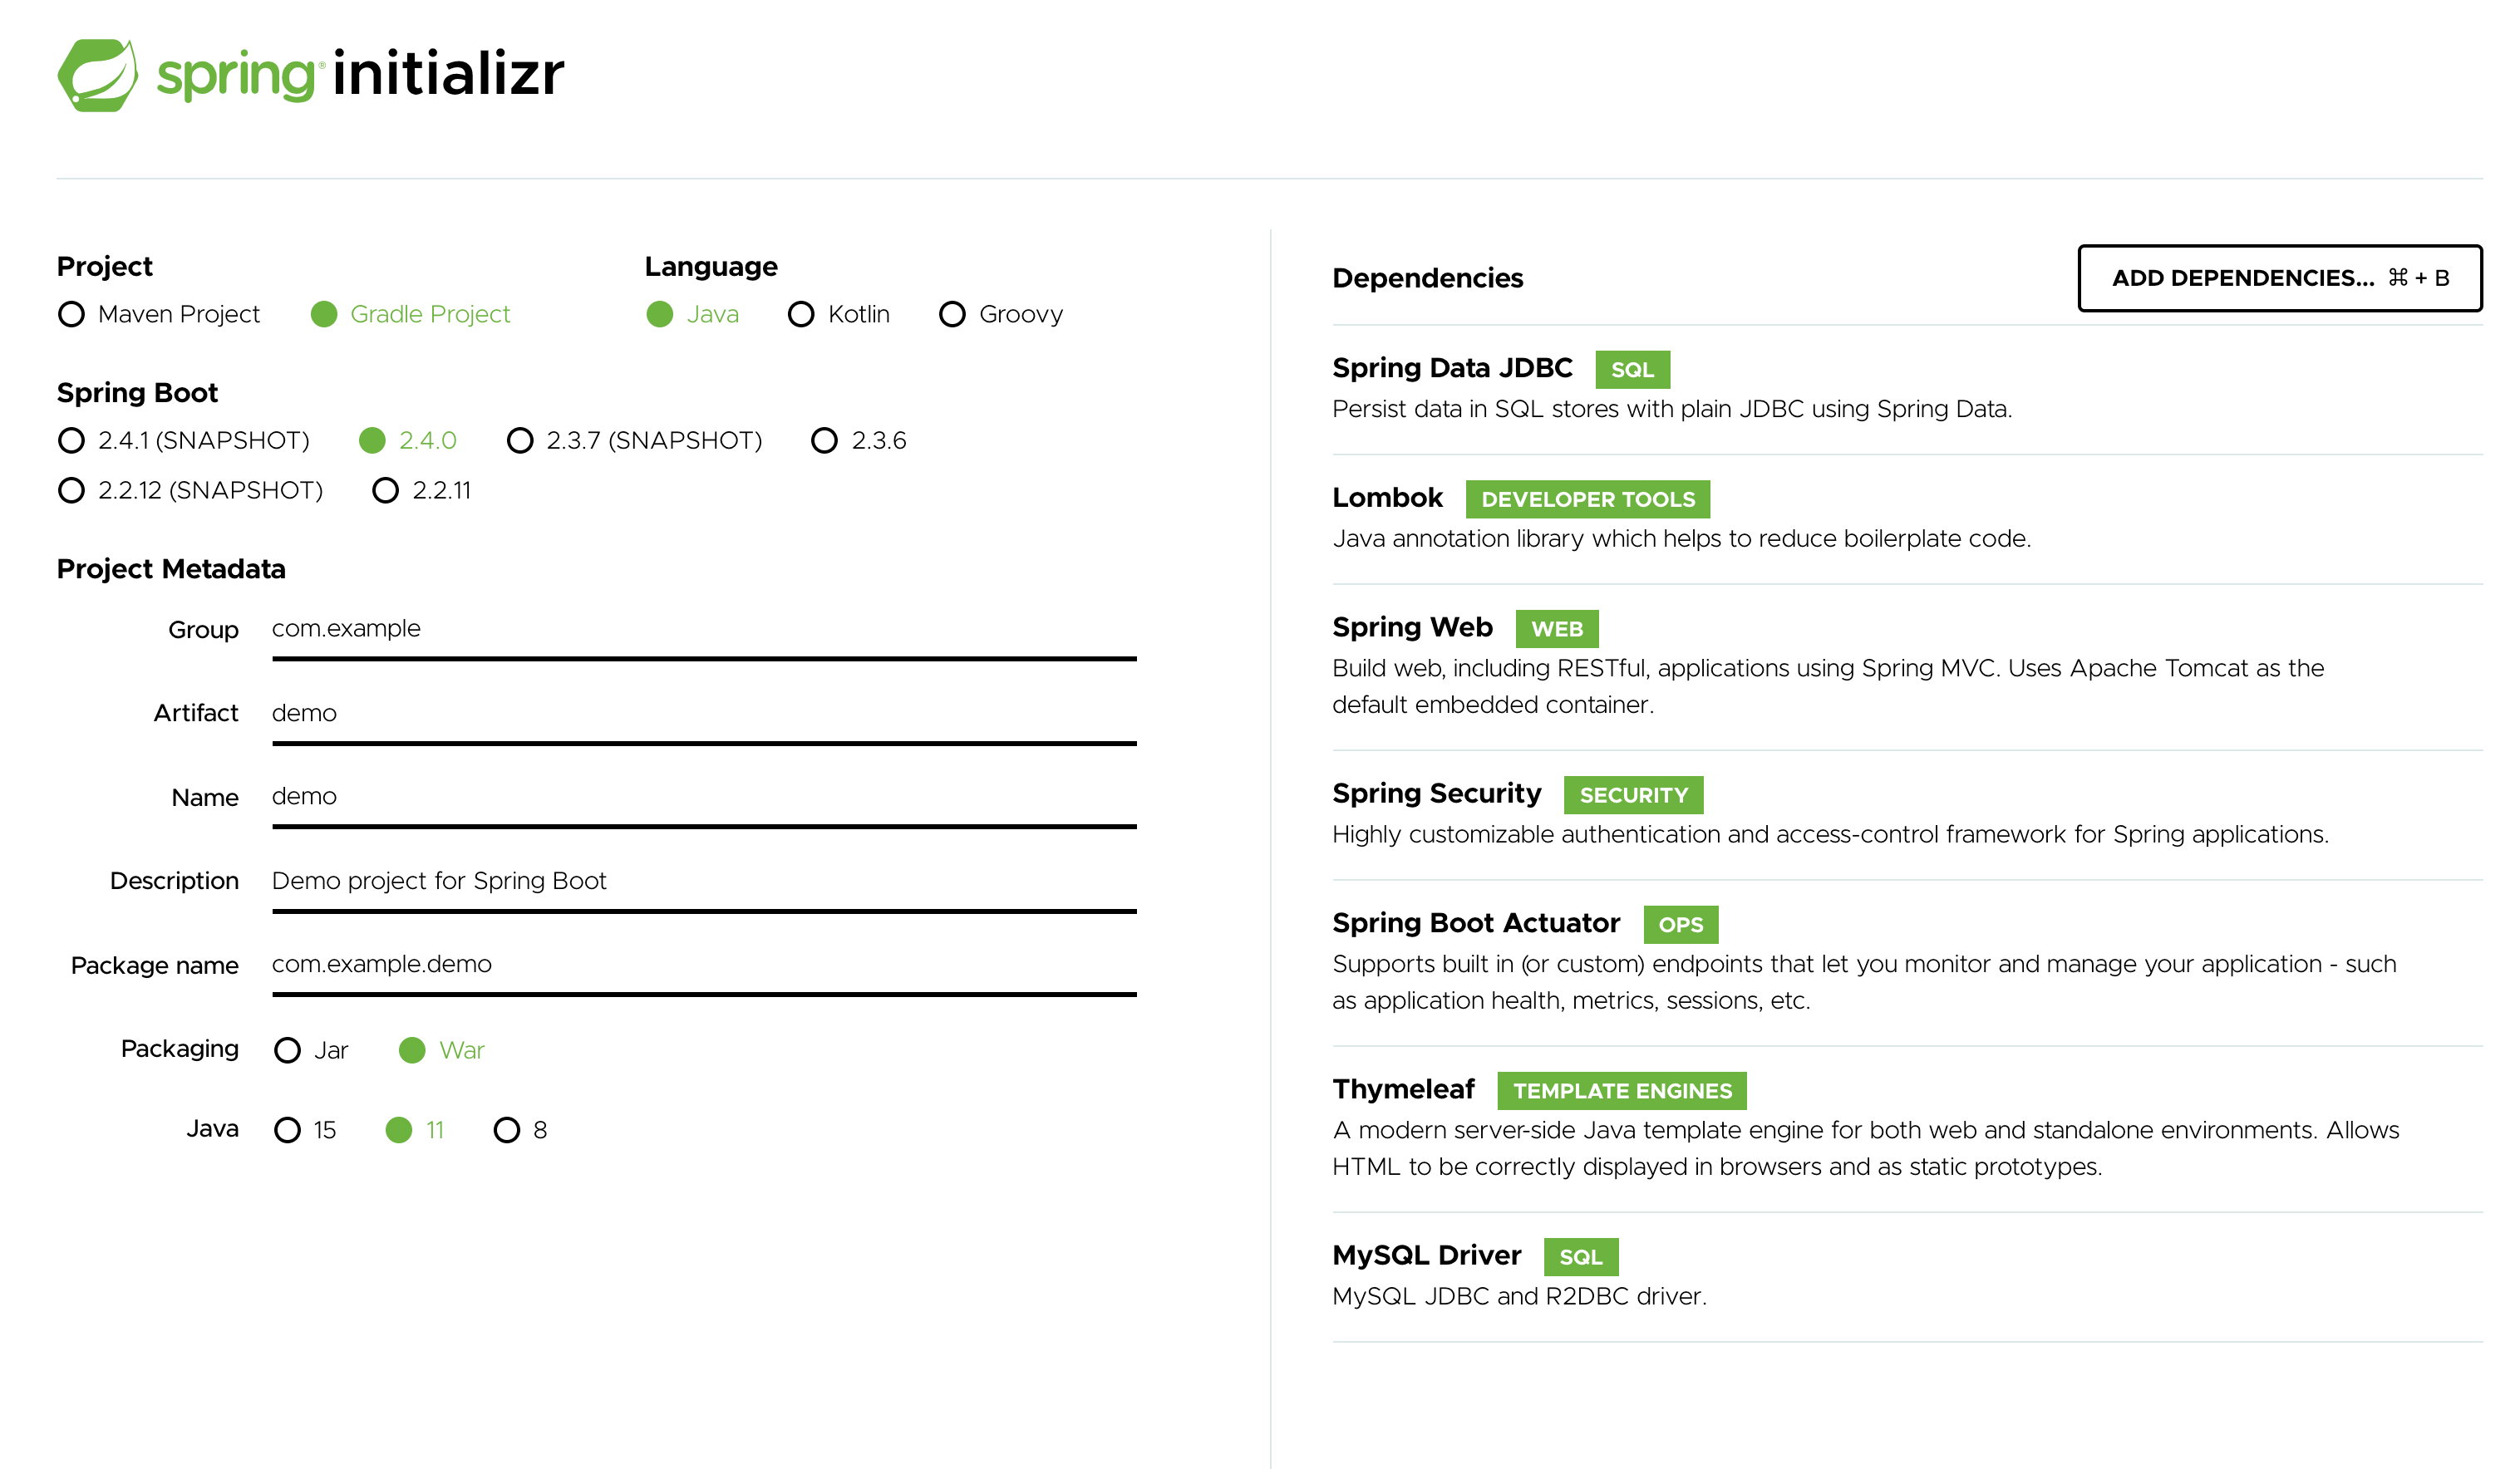 spring® initializr
Project
Maven Project Gradle Project
Language
Java Kotlin Groovy
Spring Boot
2.4.1 (SNAPSHOT) 2.4.0 2.3.7 (SNAPSHOT) 2.3.6
2.2.12 (SNAPSHOT) 2.2.11
Project Metadata
Group com.example
Artifact demo
Name demo
Description Demo project for Spring Boot
Package name com.example.demo
Packaging Jar War
Java 15 11 8
Dependencies ADD DEPENDENCIES... ⌘ + B
Spring Data JDBC SQL
Persist data in SQL stores with plain JDBC using Spring Data.
Lombok DEVELOPER TOOLS
Java annotation library which helps to reduce boilerplate code.
Spring Web WEB
Build web, including RESTful, applications using Spring MVC. Uses Apache Tomcat as the
default embedded container.
Spring Security SECURITY
Highly customizable authentication and access-control framework for Spring applications.
Spring Boot Actuator OPS
Supports built in (or custom) endpoints that let you monitor and manage your application - such
as application health, metrics, sessions, etc.
Thymeleaf TEMPLATE ENGINES
A modern server-side Java template engine for both web and standalone environments. Allows
HTML to be correctly displayed in browsers and as static prototypes.
MySQL Driver SQL
MySQL JDBC and R2DBC driver.